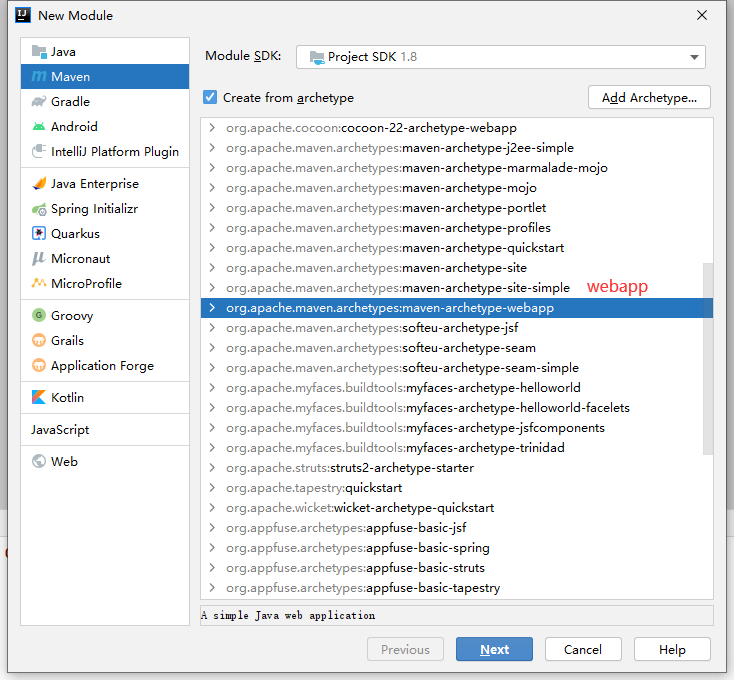 New Module
Java
Maven
Gradle
Android
IntelliJ Platform Plugin
Java Enterprise
Spring Initializr
Quarkus
Micronaut
MicroProfile
Groovy
Grails
Application Forge
Kotlin
JavaScript
Web
Module SDK: Project SDK 1.8
Create from archetype
Add Archetype...
org.apache.cocoon:cocoon-22-archetype-webapp
org.apache.maven.archetypes:maven-archetype-j2ee-simple
org.apache.maven.archetypes:maven-archetype-marmalade-mojo
org.apache.maven.archetypes:maven-archetype-mojo
org.apache.maven.archetypes:maven-archetype-portlet
org.apache.maven.archetypes:maven-archetype-profiles
org.apache.maven.archetypes:maven-archetype-quickstart
org.apache.maven.archetypes:maven-archetype-site
org.apache.maven.archetypes:maven-archetype-site-simple
webapp
org.apache.maven.archetypes:maven-archetype-webapp
org.apache.maven.archetypes:softeu-archetype-jsf
org.apache.maven.archetypes:softeu-archetype-seam
org.apache.maven.archetypes:softeu-archetype-seam-simple
org.apache.myfaces.buildtools:myfaces-archetype-helloworld
org.apache.myfaces.buildtools:myfaces-archetype-helloworld-facelets
org.apache.myfaces.buildtools:myfaces-archetype-jsfcomponents
org.apache.myfaces.buildtools:myfaces-archetype-trinidad
org.apache.struts:struts2-archetype-starter
org.apache.tapestry:quickstart
org.apache.wicket:wicket-archetype-quickstart
org.appfuse.archetypes:appfuse-basic-jsf
org.appfuse.archetypes:appfuse-basic-spring
org.appfuse.archetypes:appfuse-basic-struts
org.appfuse.archetypes:appfuse-basic-tapestry
A simple Java web application
Previous
Next
Cancel
Help